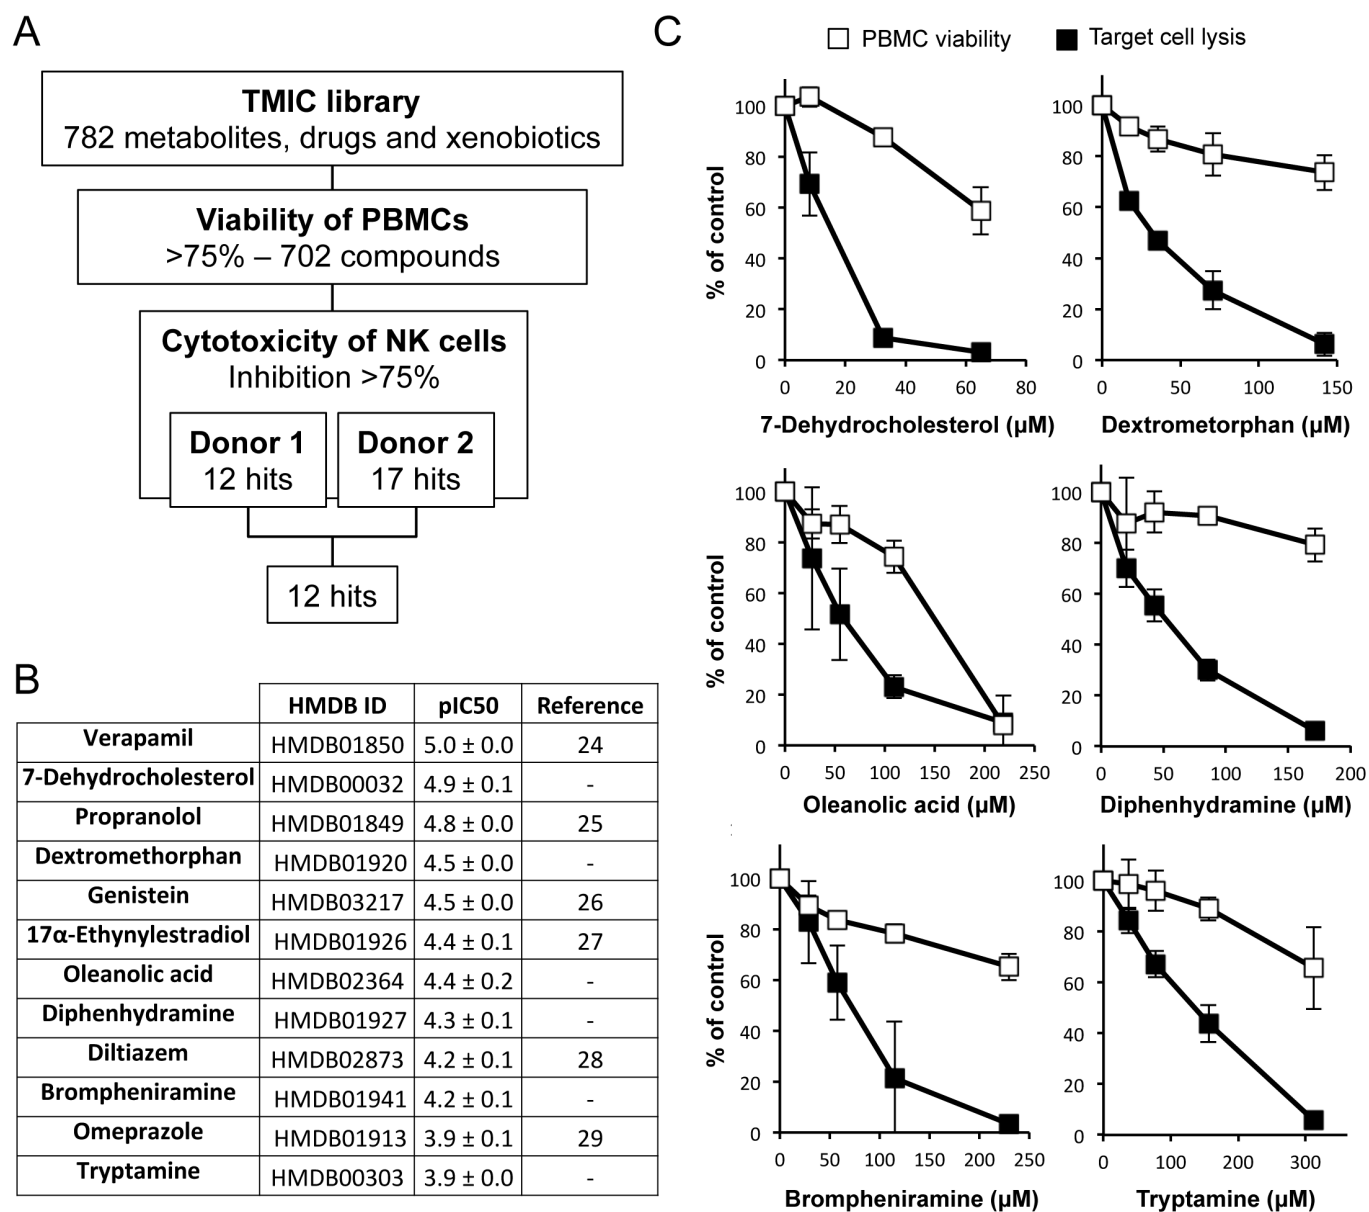 A
TMIC library
782 metabolites, drugs and xenobiotics
Viability of PBMCs
>75% – 702 compounds
Cytotoxicity of NK cells
Inhibition >75%
Donor 1
12 hits
Donor 2
17 hits
12 hits
B
HMDB ID pIC50 Reference
Verapamil HMDB01850 5.0 ± 0.0 24
7-Dehydrocholesterol HMDB00032 4.9 ± 0.1 -
Propranolol HMDB01849 4.8 ± 0.0 25
Dextromethorphan HMDB01920 4.5 ± 0.0 -
Genistein HMDB03217 4.5 ± 0.0 26
17α-Ethynylestradiol HMDB01926 4.4 ± 0.1 27
Oleanolic acid HMDB02364 4.4 ± 0.2 -
Diphenhydramine HMDB01927 4.3 ± 0.1 -
Diltiazem HMDB02873 4.2 ± 0.1 28
Brompheniramine HMDB01941 4.2 ± 0.1 -
Omeprazole HMDB01913 3.9 ± 0.1 29
Tryptamine HMDB00303 3.9 ± 0.0 -
C
PBMC viability Target cell lysis
% of control
100
80
60
40
20
0
0 20 40 60 80
7-Dehydrocholesterol (µM)
100
80
60
40
20
0
0 50 100 150
Dextrometorphan (µM)
% of control
100
80
60
40
20
0
0 50 100 150 200 250
Oleanolic acid (µM)
100
80
60
40
20
0
0 50 100 150 200
Diphenhydramine (µM)
% of control
100
80
60
40
20
0
0 50 100 150 200 250
Brompheniramine (µM)
100
80
60
40
20
0
0 100 200 300
Tryptamine (µM)